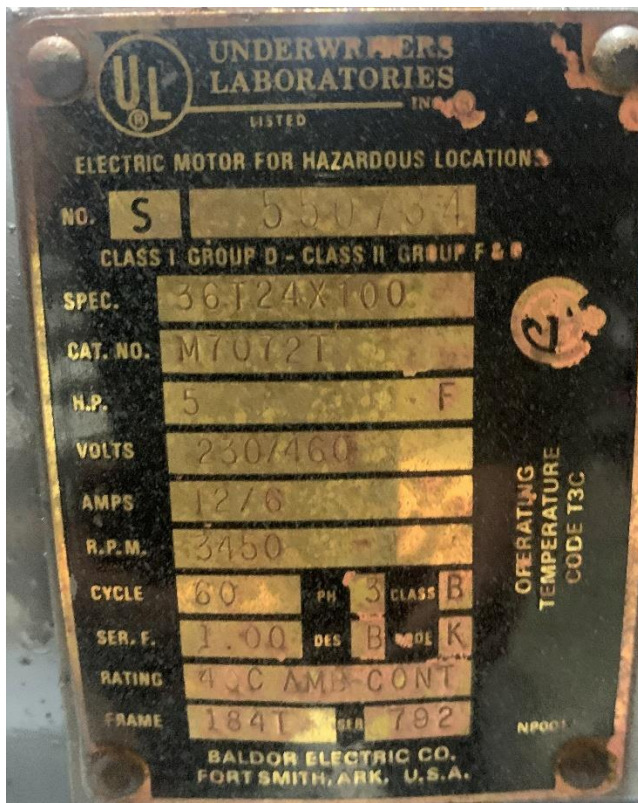 UL
®
UNDERWRITERS
LABORATORIES
INC.®
LISTED
ELECTRIC MOTOR FOR HAZARDOUS LOCATIONS
NO. S 550734
CLASS I GROUP D - CLASS II GROUP F &
SPEC. 36T24X100
CAT. NO. M7072T
H.P. 5 F
VOLTS 230/460
AMPS 12/6
R.P.M. 3450
CYCLE 60 PH 3 CLASS B
SER. F. 1.00 DES B CODE K
RATING 40C AMB-CONT
FRAME 184T SER 792
OPERATING
TEMPERATURE
CODE T3C
BALDOR ELECTRIC CO.
FORT SMITH, ARK. U.S.A.